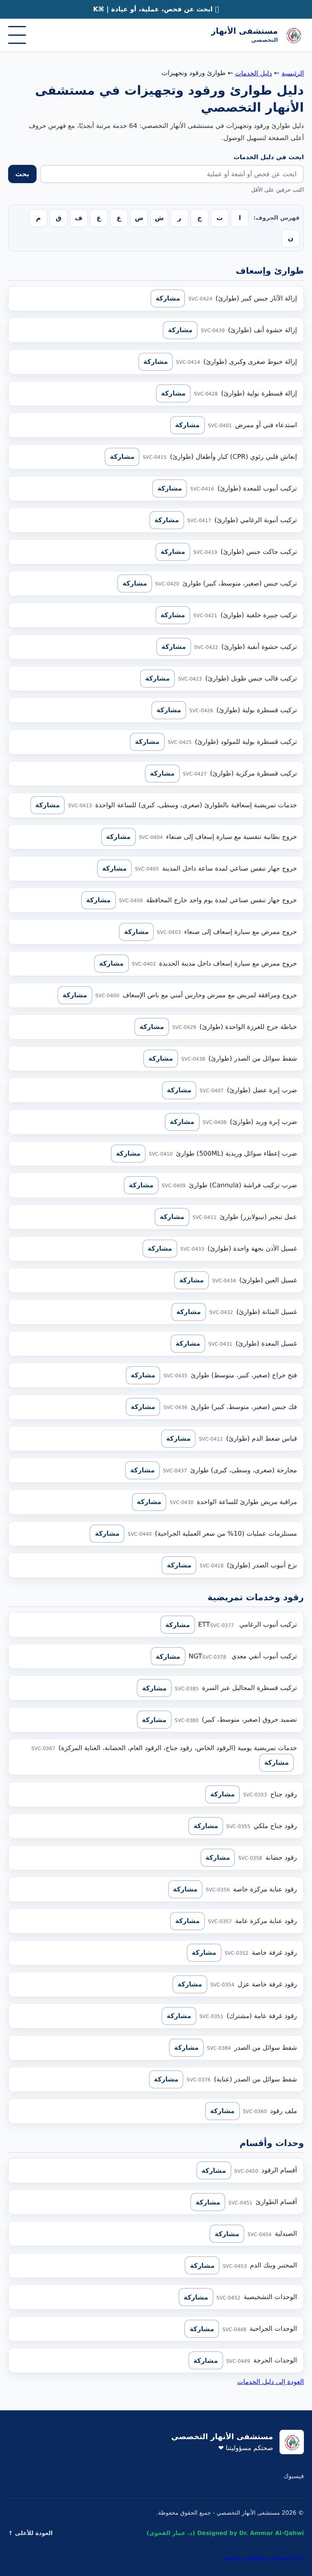 ابحث عن فحص، عملية، أو عيادة | ⌘K
مستشفى الأنهار
التخصصي
الرئيسية ← دليل الخدمات ← طوارئ ورقود وتجهيزات
دليل طوارئ ورقود وتجهيزات في مستشفى
الأنهار التخصصي
دليل طوارئ ورقود وتجهيزات في مستشفى الأنهار التخصصي: 64 خدمة مرتبة أبجديًا، مع فهرس حروف
أعلى الصفحة لتسهيل الوصول.
ابحث في دليل الخدمات
ابحث عن فحص أو أشعة أو عملية
بحث
اكتب حرفين على الأقل
فهرس الحروف: ا ت ج ر ش ص ع غ ف ق م
ن
طوارئ وإسعاف
إزالة الآثار جبس كبير (طوارئ) SVC-0424 مشاركة
إزالة حشوة أنف (طوارئ) SVC-0439 مشاركة
إزالة خيوط صغرى وكبرى (طوارئ) SVC-0414 مشاركة
إزالة قسطرة بولية (طوارئ) SVC-0428 مشاركة
استدعاء فني أو ممرض SVC-0401 مشاركة
إنعاش قلبي رئوي (CPR) كبار وأطفال (طوارئ) SVC-0415 مشاركة
تركيب أنبوب للمعدة (طوارئ) SVC-0416 مشاركة
تركيب أنبوبة الرغامي (طوارئ) SVC-0417 مشاركة
تركيب جاكت جبس (طوارئ) SVC-0419 مشاركة
تركيب جبس (صغير، متوسط، كبير) طوارئ SVC-0420 مشاركة
تركيب جبيرة خلفية (طوارئ) SVC-0421 مشاركة
تركيب حشوة أنفية (طوارئ) SVC-0422 مشاركة
تركيب قالب جبس طويل (طوارئ) SVC-0423 مشاركة
تركيب قسطرة بولية (طوارئ) SVC-0426 مشاركة
تركيب قسطرة بولية للمولود (طوارئ) SVC-0425 مشاركة
تركيب قسطرة مركزية (طوارئ) SVC-0427 مشاركة
خدمات تمريضية إسعافية بالطوارئ (صغرى، وسطى، كبرى) للساعة الواحدة SVC-0413 مشاركة
خروج بطانية تنفسية مع سيارة إسعاف إلى صنعاء SVC-0404 مشاركة
خروج جهاز تنفس صناعي لمدة ساعة داخل المدينة SVC-0405 مشاركة
خروج جهاز تنفس صناعي لمدة يوم واحد خارج المحافظة SVC-0406 مشاركة
خروج ممرض مع سيارة إسعاف إلى صنعاء SVC-0403 مشاركة
خروج ممرض مع سيارة إسعاف داخل مدينة الحديدة SVC-0402 مشاركة
خروج ومرافقة لمريض مع ممرض وحارس أمني مع باص الإسعاف SVC-0400 مشاركة
خياطة جرح للغرزة الواحدة (طوارئ) SVC-0429 مشاركة
شفط سوائل من الصدر (طوارئ) SVC-0438 مشاركة
ضرب إبرة عضل (طوارئ) SVC-0407 مشاركة
ضرب إبرة وريد (طوارئ) SVC-0408 مشاركة
ضرب إعطاء سوائل وريدية (500ML) طوارئ SVC-0410 مشاركة
ضرب تركيب فراشة (Cannula) طوارئ SVC-0409 مشاركة
عمل تبخير (نيبولايزر) طوارئ SVC-0411 مشاركة
غسيل الأذن بجهة واحدة (طوارئ) SVC-0433 مشاركة
غسيل العين (طوارئ) SVC-0434 مشاركة
غسيل المثانة (طوارئ) SVC-0432 مشاركة
غسيل المعدة (طوارئ) SVC-0431 مشاركة
فتح خراج (صغير، كبير، متوسط) طوارئ SVC-0435 مشاركة
فك جبس (صغير، متوسط، كبير) طوارئ SVC-0436 مشاركة
قياس ضغط الدم (طوارئ) SVC-0412 مشاركة
مجارحة (صغرى، وسطى، كبرى) طوارئ SVC-0437 مشاركة
مراقبة مريض طوارئ للساعة الواحدة SVC-0430 مشاركة
مستلزمات عمليات (10% من سعر العملية الجراحية) SVC-0440 مشاركة
نزع أنبوب الصدر (طوارئ) SVC-0418 مشاركة
رقود وخدمات تمريضية
تركيب أنبوب الرغامي ETT SVC-0377 مشاركة
تركيب أنبوب أنفي معدي NGT SVC-0378 مشاركة
تركيب قسطرة المحاليل عبر السرة SVC-0385 مشاركة
تضميد حروق (صغير، متوسط، كبير) SVC-0380 مشاركة
خدمات تمريضية يومية (الرقود الخاص، رقود جناح، الرقود العام، الحضانة، العناية المركزة) SVC-0367
مشاركة
رقود جناح SVC-0353 مشاركة
رقود جناح ملكي SVC-0355 مشاركة
رقود حضانة SVC-0358 مشاركة
رقود عناية مركزة خاصة SVC-0356 مشاركة
رقود عناية مركزة عامة SVC-0357 مشاركة
رقود غرفة خاصة SVC-0352 مشاركة
رقود غرفة خاصة عزل SVC-0354 مشاركة
رقود غرفة عامة (مشترك) SVC-0351 مشاركة
شفط سوائل من الصدر SVC-0384 مشاركة
شفط سوائل من الصدر (عناية) SVC-0376 مشاركة
ملف رقود SVC-0360 مشاركة
وحدات وأقسام
أقسام الرقود SVC-0450 مشاركة
أقسام الطوارئ SVC-0451 مشاركة
الصيدلية SVC-0454 مشاركة
المختبر وبنك الدم SVC-0453 مشاركة
الوحدات التشخيصية SVC-0452 مشاركة
الوحدات الجراحية SVC-0448 مشاركة
الوحدات الحرجة SVC-0449 مشاركة
العودة إلى دليل الخدمات
مستشفى الأنهار التخصصي
صحتكم مسؤوليتنا ❤
فيسبوك
© 2026 مستشفى الأنهار التخصصي - جميع الحقوق محفوظة.
Designed by Dr. Ammar Al-Qahwi (د. عمار القحوي)
العودة للأعلى ↑